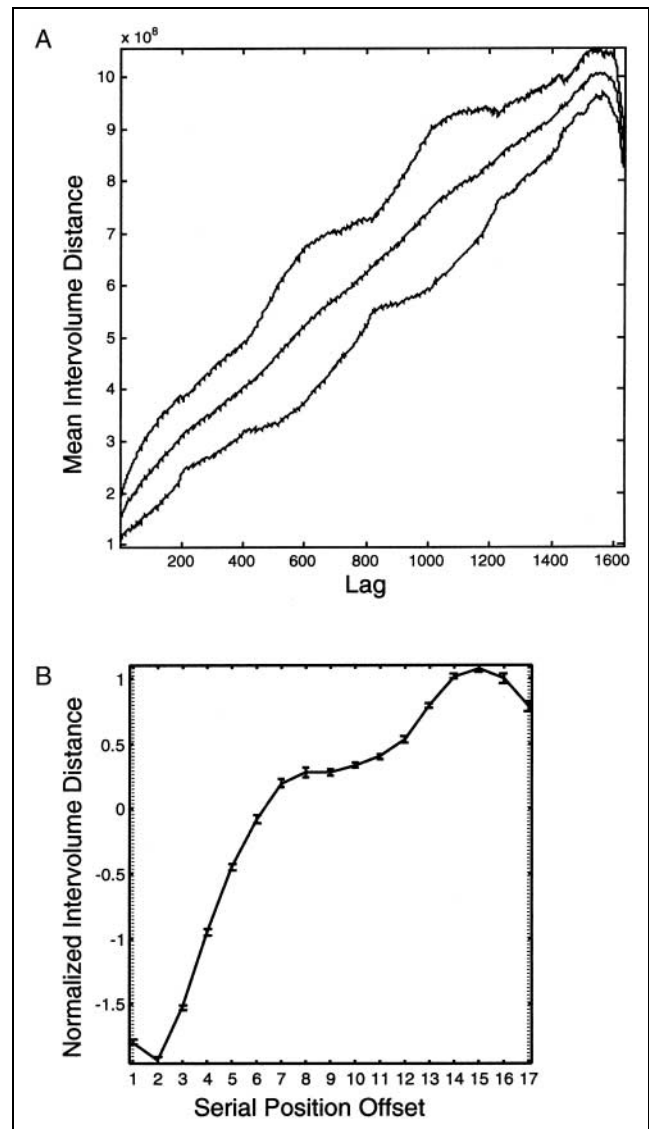 A
x 10⁸
10
9
8
7
6
5
4
3
2
1
Mean Intervolume Distance
200 400 600 800 1000 1200 1400 1600
Lag
B
1
0.5
0
-0.5
-1
-1.5
Normalized Intervolume Distance
1 2 3 4 5 6 7 8 9 10 11 12 13 14 15 16 17
Serial Position Offset